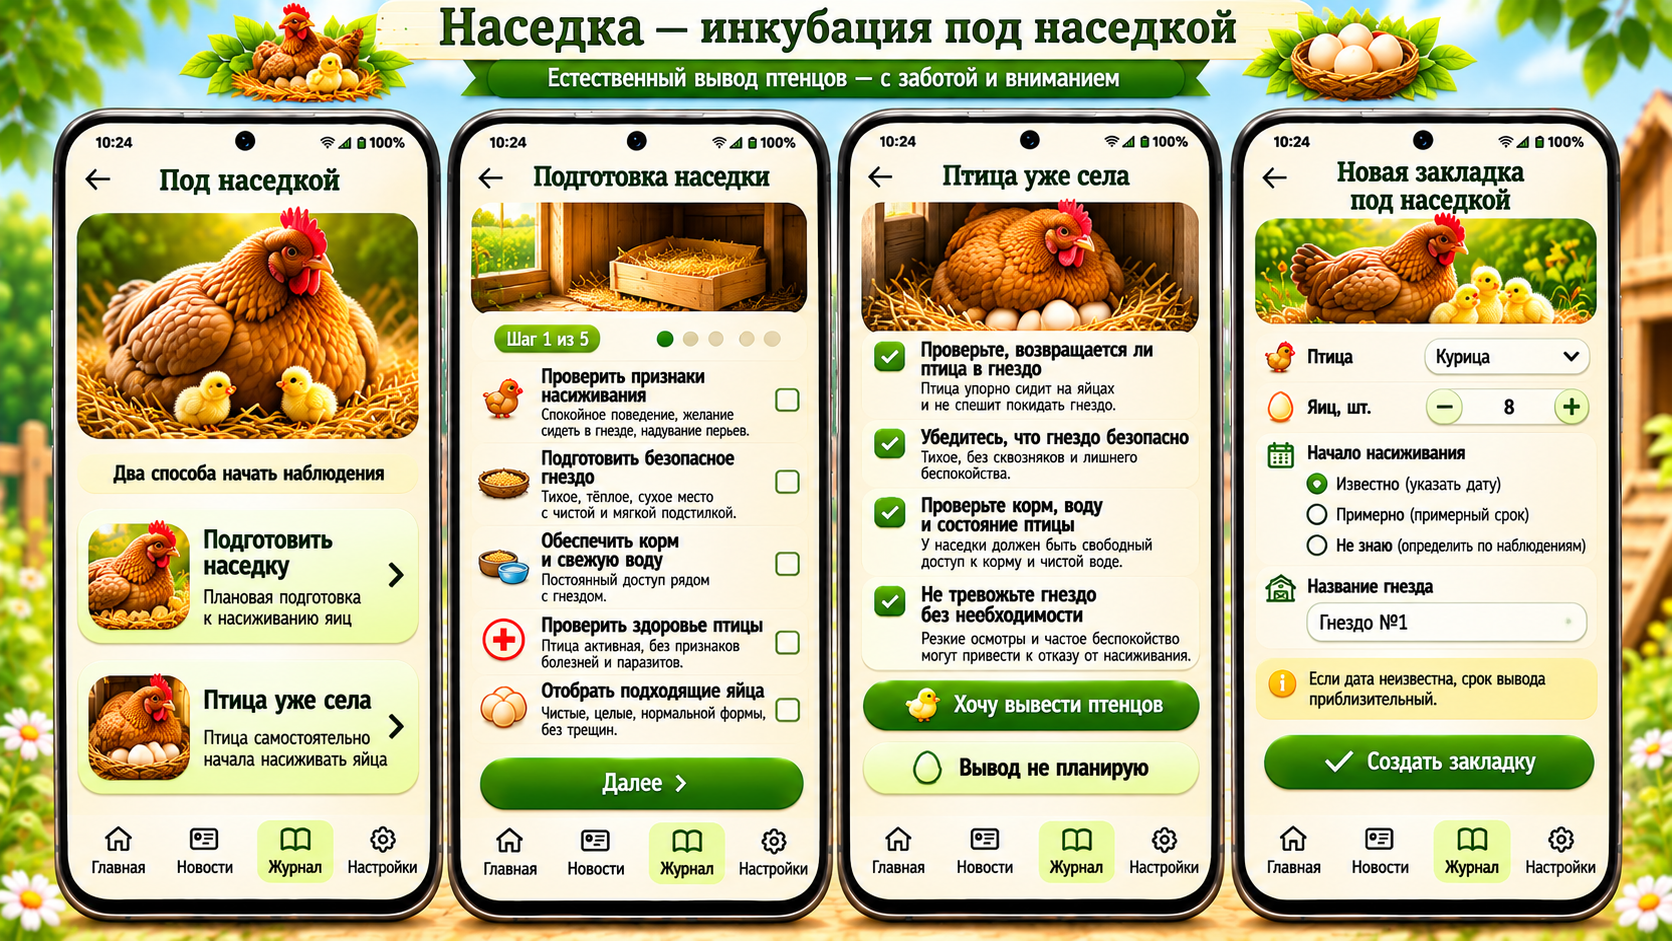 Наседка — инкубация под наседкой
Естественный вывод птенцов — с заботой и вниманием
10:24
100%
Под наседкой
Два способа начать наблюдения
Подготовить
наседку
Плановая подготовка
к насиживанию яиц
Птица уже села
Птица самостоятельно
начала насиживать яйца
Главная
Новости
Журнал
Настройки
10:24
100%
Подготовка наседки
Шаг 1 из 5
Проверить признаки
насиживания
Спокойное поведение, желание
сидеть в гнезде, надувание перьев.
Подготовить безопасное
гнездо
Тихое, тёплое, сухое место
с чистой и мягкой подстилкой.
Обеспечить корм
и свежую воду
Постоянный доступ рядом
с гнездом.
Проверить здоровье птицы
Птица активная, без признаков
болезней и паразитов.
Отобрать подходящие яйца
Чистые, целые, нормальной формы,
без трещин.
Далее
Главная
Новости
Журнал
Настройки
10:24
100%
Птица уже села
Проверьте, возвращается ли
птица в гнездо
Птица упорно сидит на яйцах
и не спешит покидать гнездо.
Убедитесь, что гнездо безопасно
Тихое, без сквозняков и лишнего
беспокойства.
Проверьте корм, воду
и состояние птицы
У наседки должен быть свободный
доступ к корму и чистой воде.
Не тревожьте гнездо
без необходимости
Резкие осмотры и частое беспокойство
могут привести к отказу от насиживания.
Хочу вывести птенцов
Вывод не планирую
Главная
Новости
Журнал
Настройки
10:24
100%
Новая закладка
под наседкой
Птица
Курица
Яиц, шт.
− 8 +
Начало насиживания
Известно (указать дату)
Примерно (примерный срок)
Не знаю (определить по наблюдениям)
Название гнезда
Гнездо №1
Если дата неизвестна, срок вывода
приблизительный.
Создать закладку
Главная
Новости
Журнал
Настройки